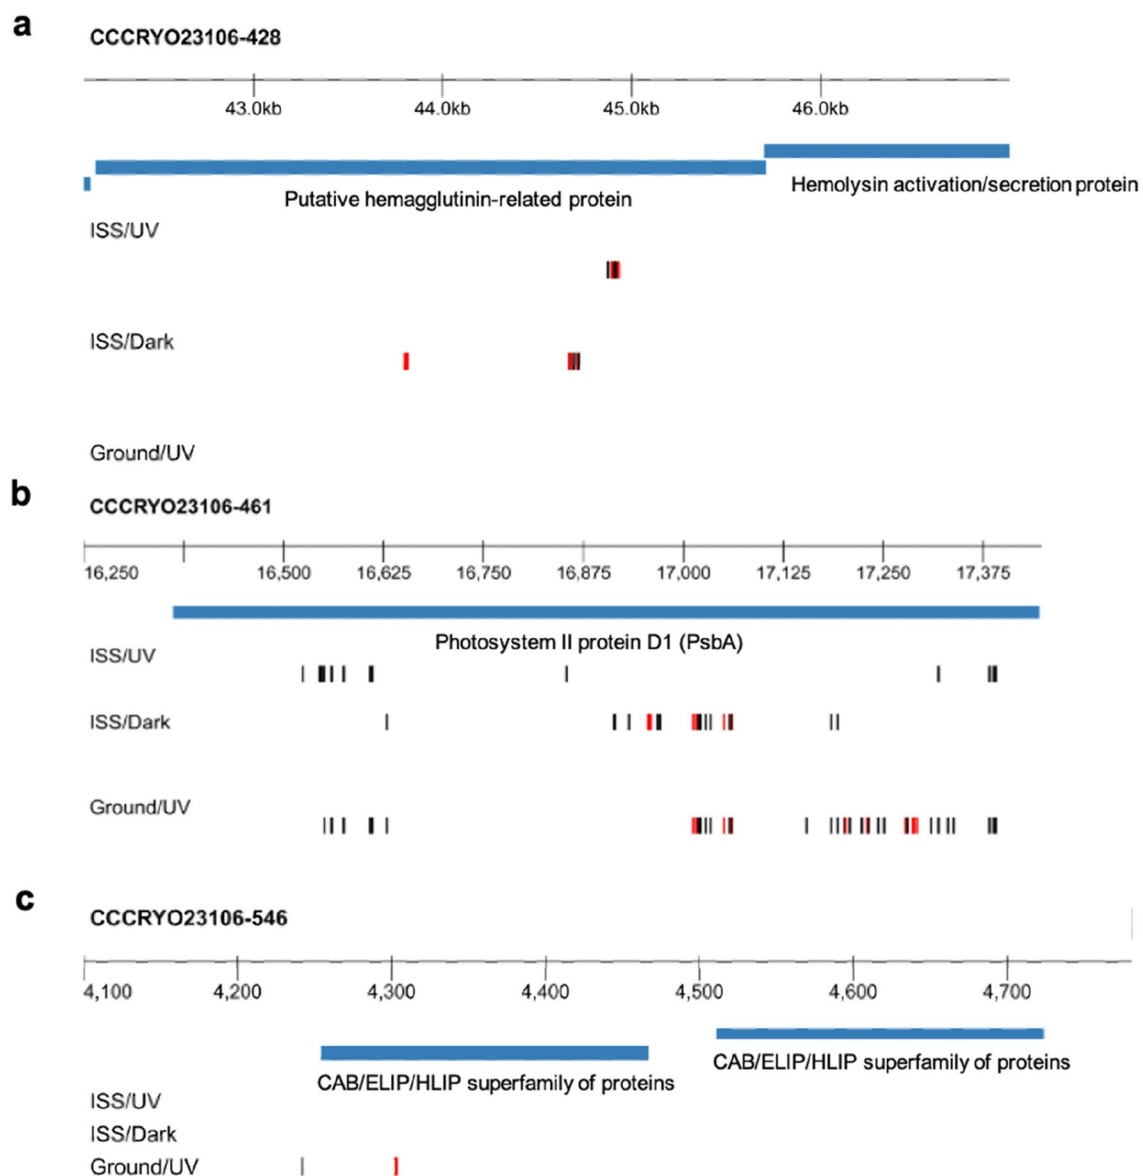 a
CCCRYO23106-428
43.0kb 44.0kb 45.0kb 46.0kb
Hemolysin activation/secretion protein
Putative hemagglutinin-related protein
ISS/UV
ISS/Dark
Ground/UV
b
CCCRYO23106-461
16,250 16,500 16,625 16,750 16,875 17,000 17,125 17,250 17,375
Photosystem II protein D1 (PsbA)
ISS/UV
ISS/Dark
Ground/UV
c
CCCRYO23106-546
4,100 4,200 4,300 4,400 4,500 4,600 4,700
CAB/ELIP/HLIP superfamily of proteins
CAB/ELIP/HLIP superfamily of proteins
ISS/UV
ISS/Dark
Ground/UV